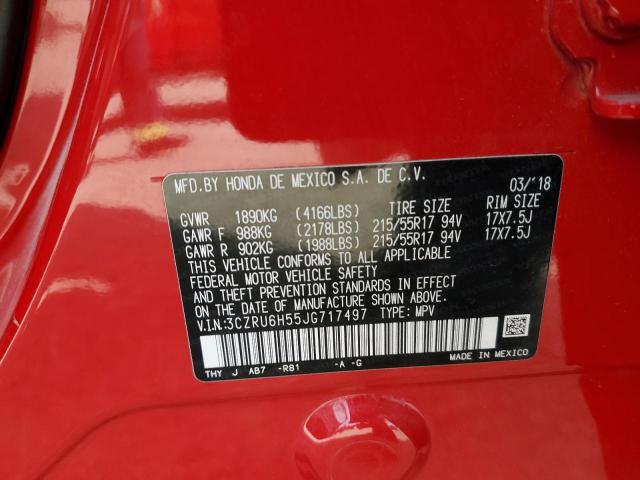 MFD.BY HONDA DE MEXICO S.A. DE C.V.
03/'18
GVWR 1890KG (4166LBS) TIRE SIZE RIM SIZE
GAWR F 988KG (2178LBS) 215/55R17 94V 17X7.5J
GAWR R 902KG (1988LBS) 215/55R17 94V 17X7.5J
THIS VEHICLE CONFORMS TO ALL APPLICABLE
FEDERAL MOTOR VEHICLE SAFETY
AND THEFT PREVENTION STANDARDS IN EFFECT
ON THE DATE OF MANUFACTURE SHOWN ABOVE.
V.I.N:3CZRU6H55JG717497 TYPE: MPV
MADE IN MEXICO
THY J AB7 -R81 -A -G